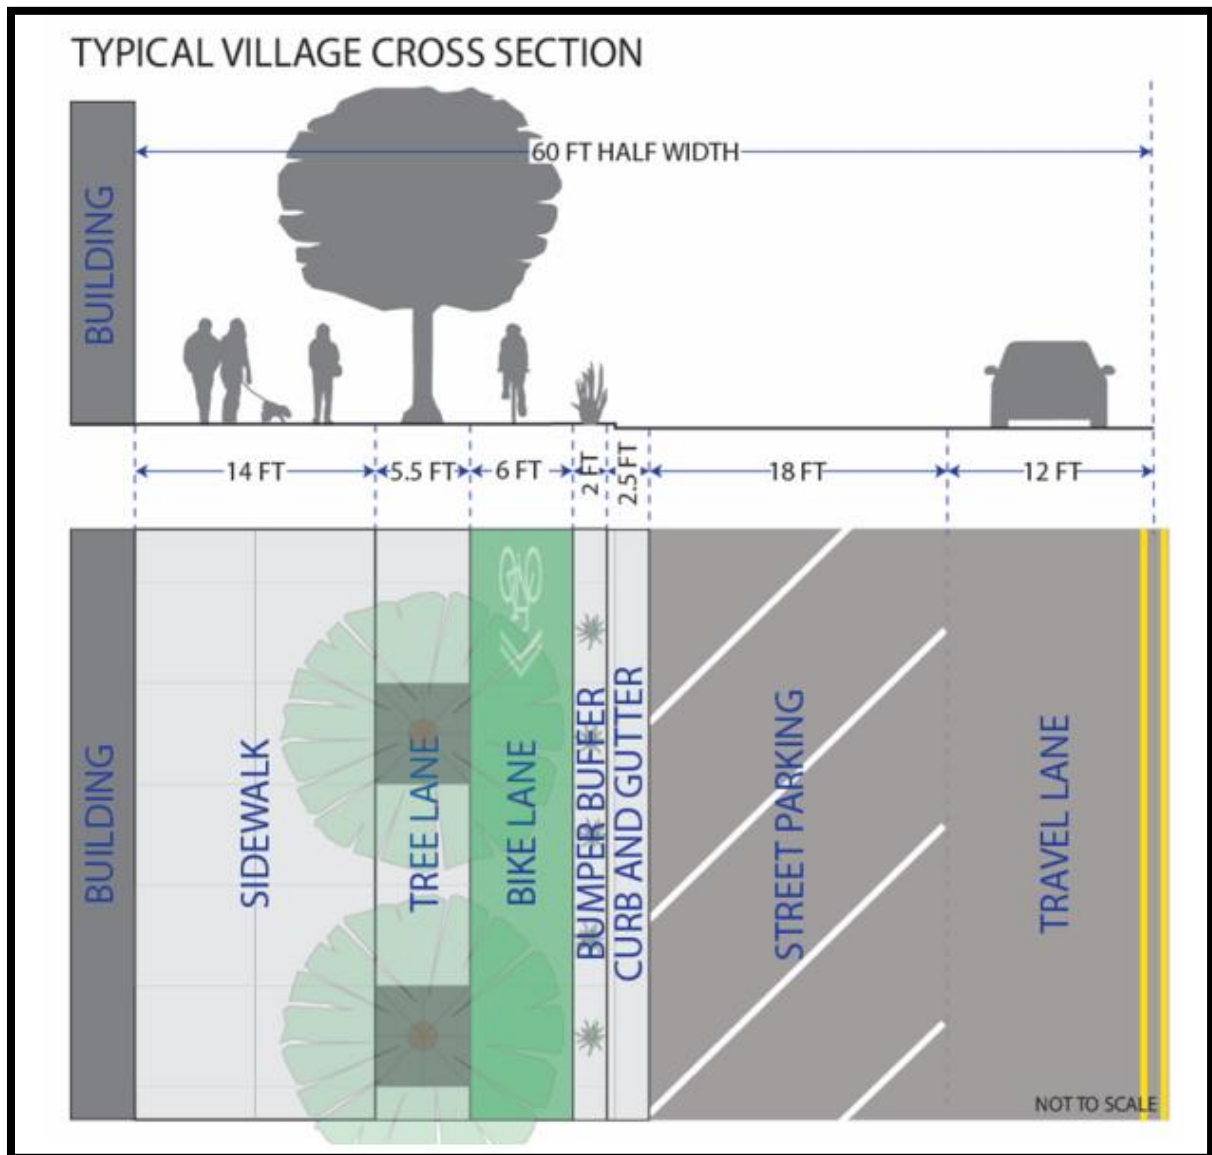 TYPICAL VILLAGE CROSS SECTION
60 FT HALF WIDTH
BUILDING
14 FT
5.5 FT
6 FT
2 FT
2.5 FT
18 FT
12 FT
BUILDING
SIDEWALK
TREE LANE
BIKE LANE
BUMPER BUFFER
CURB AND GUTTER
STREET PARKING
TRAVEL LANE
NOT TO SCALE